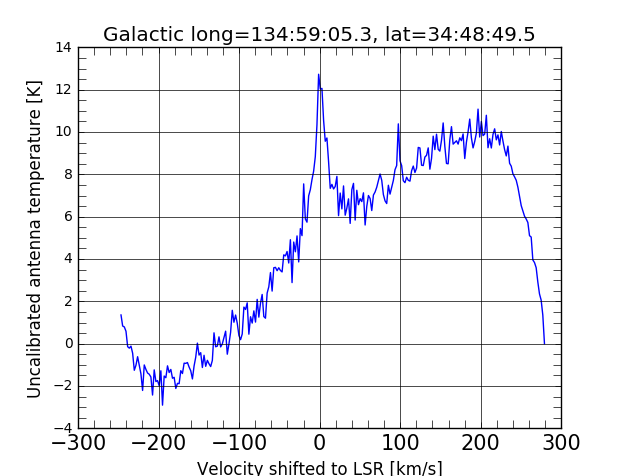 Galactic long=134:59:05.3, lat=34:48:49.5
Uncalibrated antenna temperature [K]
14
12
10
8
6
4
2
0
−2
−4
−300 −200 −100 0 100 200 300
Velocity shifted to LSR [km/s]